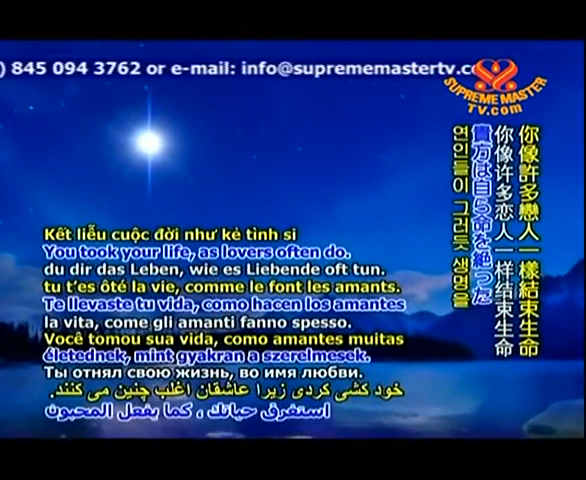 ) 845 094 3762 or e-mail: info@suprememastertv.co
SUPREME MASTER
TV.com
Kết liễu cuộc đời như kẻ tình si
You took your life, as lovers often do.
du dir das Leben, wie es Liebende oft tun.
tu t'es ôté la vie, comme le font les amants.
Te llevaste tu vida, como hacen los amantes
la vita, come gli amanti fanno spesso.
Você tomou sua vida, como amantes muitas
életednek, mint gyakran a szerelmesek.
Ты отнял свою жизнь, во имя любви.
خود کشی کردی زیرا عاشقان اغلب چنین می کنند.
استغرق حياتك ، كما يفعل المحبون
你像許多戀人一樣結束生命
你像许多恋人一样结束生命
貴方は自ら命を絶った
연인들이 그러듯 생명을